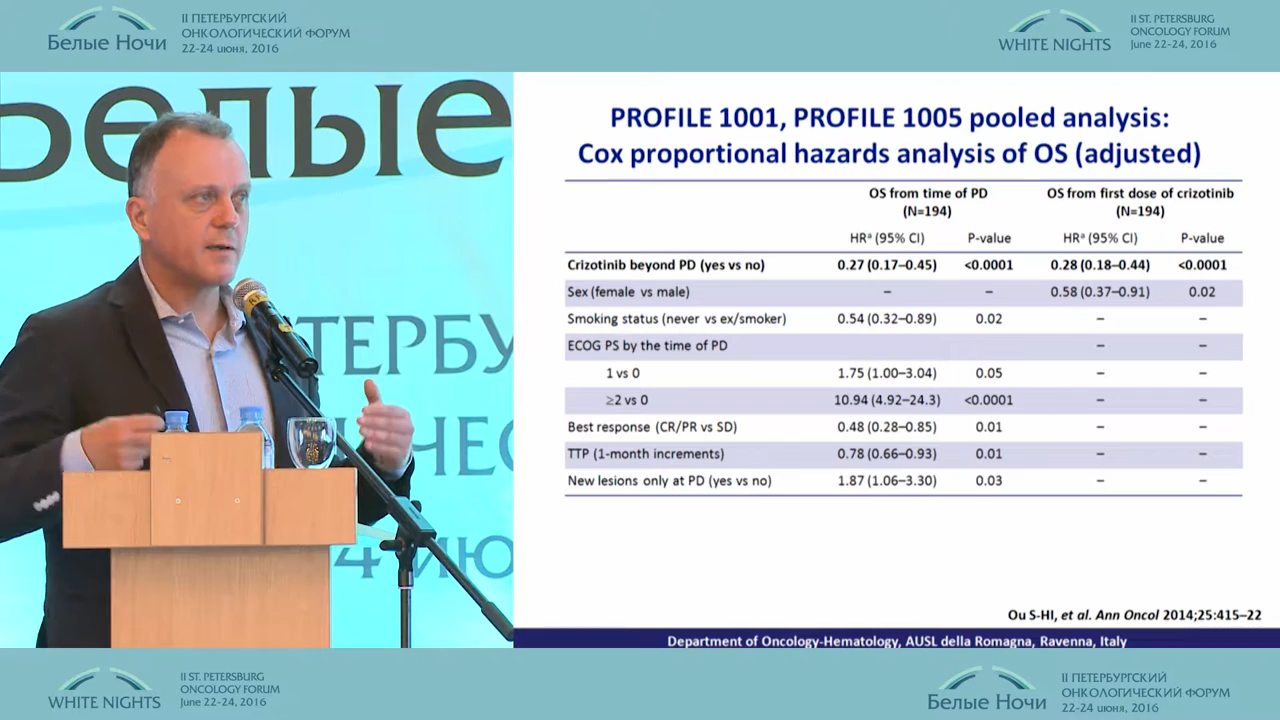 Белые Ночи
II ПЕТЕРБУРГСКИЙ
ОНКОЛОГИЧЕСКИЙ ФОРУМ
22-24 июня, 2016
WHITE NIGHTS
II ST. PETERSBURG
ONCOLOGY FORUM
June 22-24, 2016
Белые
ТЕРБУ
ЧЕС
4 ИЮ
PROFILE 1001, PROFILE 1005 pooled analysis:
Cox proportional hazards analysis of OS (adjusted)
OS from time of PD (N=194) OS from first dose of crizotinib (N=194)
HRᵃ (95% CI) P-value HRᵃ (95% CI) P-value
Crizotinib beyond PD (yes vs no) 0.27 (0.17–0.45) <0.0001 0.28 (0.18–0.44) <0.0001
Sex (female vs male) – – 0.58 (0.37–0.91) 0.02
Smoking status (never vs ex/smoker) 0.54 (0.32–0.89) 0.02 – –
ECOG PS by the time of PD – –
1 vs 0 1.75 (1.00–3.04) 0.05 – –
≥2 vs 0 10.94 (4.92–24.3) <0.0001 – –
Best response (CR/PR vs SD) 0.48 (0.28–0.85) 0.01 – –
TTP (1-month increments) 0.78 (0.66–0.93) 0.01 – –
New lesions only at PD (yes vs no) 1.87 (1.06–3.30) 0.03 – –
Ou S-HI, et al. Ann Oncol 2014;25:415–22
Department of Oncology-Hematology, AUSL della Romagna, Ravenna, Italy
WHITE NIGHTS
II ST. PETERSBURG
ONCOLOGY FORUM
June 22-24, 2016
Белые Ночи
II ПЕТЕРБУРГСКИЙ
ОНКОЛОГИЧЕСКИЙ ФОРУМ
22-24 июня, 2016